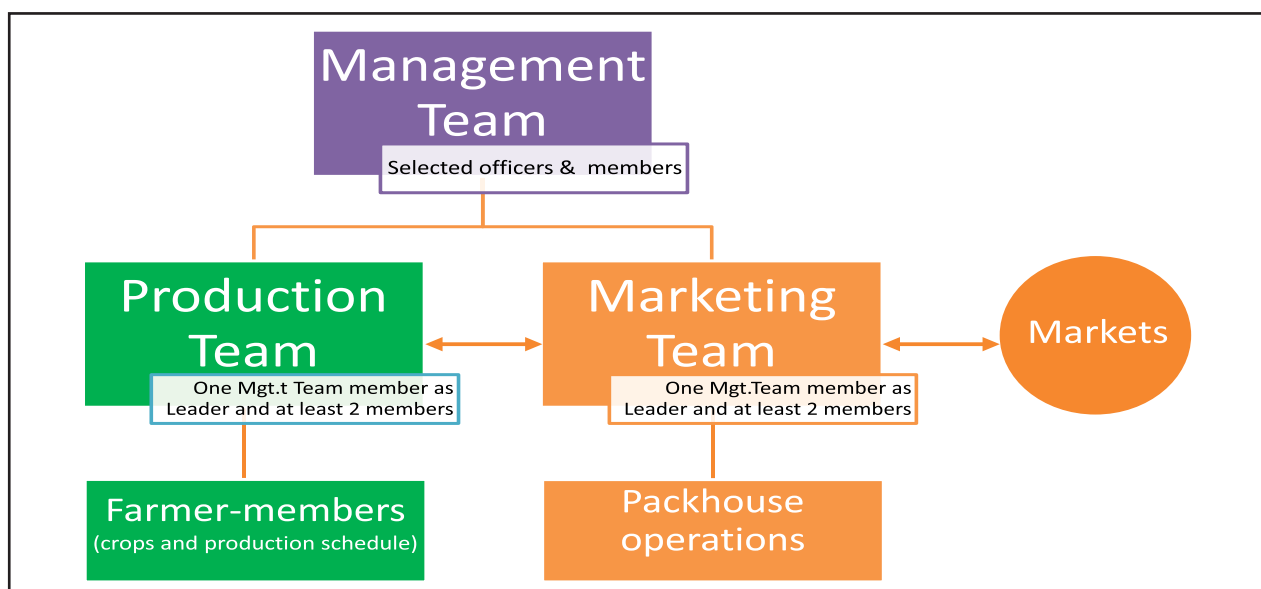 Management
Team
Selected officers & members
Production
Team
One Mgt.t Team member as
Leader and at least 2 members
Marketing
Team
One Mgt.Team member as
Leader and at least 2 members
Markets
Farmer-members
(crops and production schedule)
Packhouse
operations